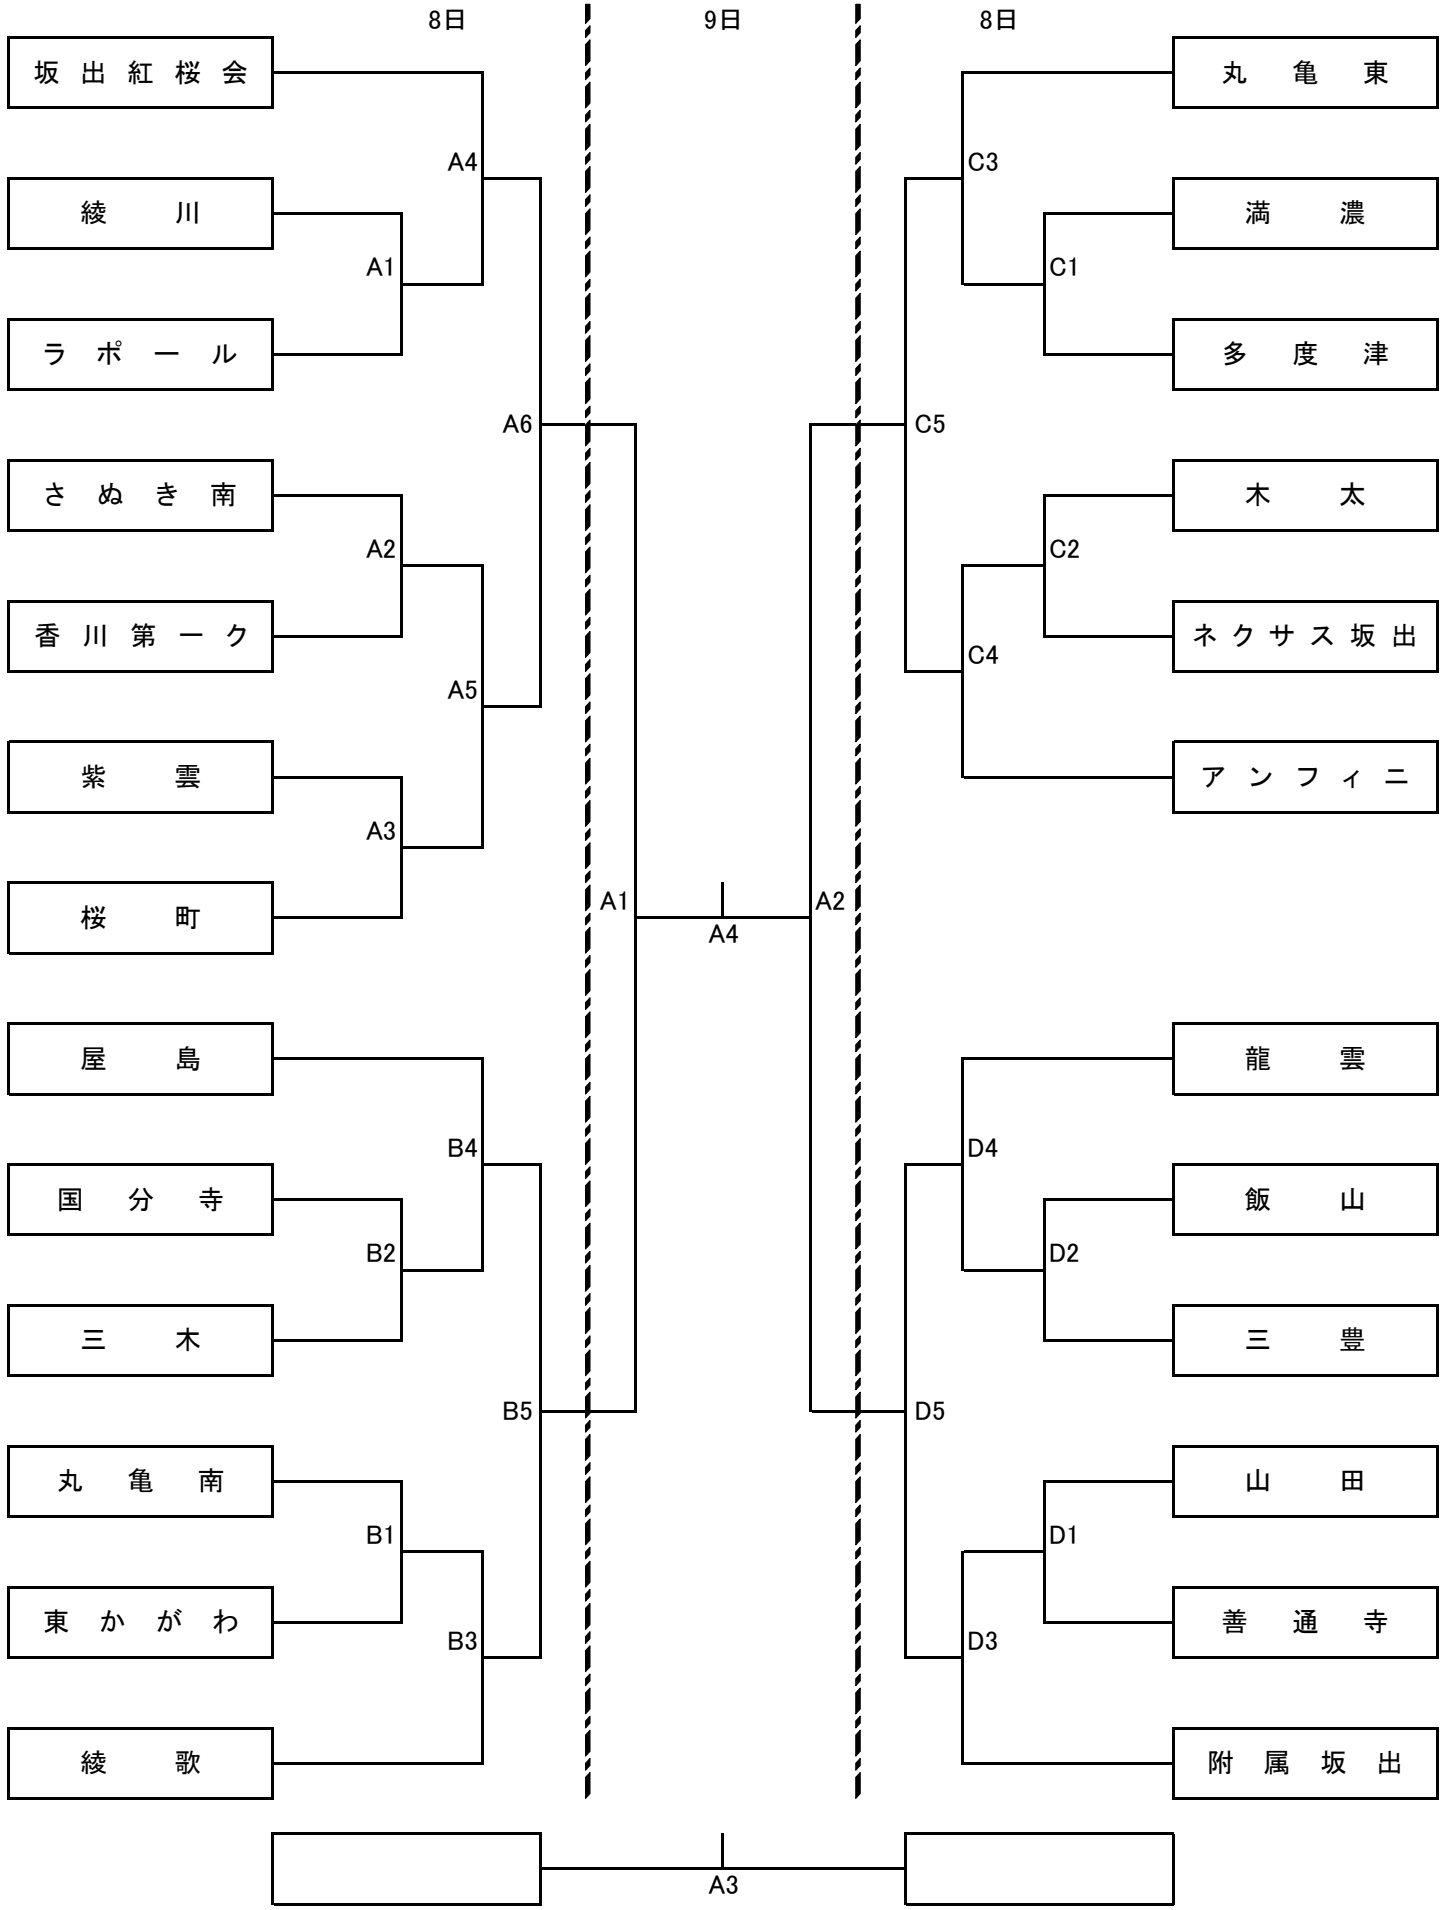 8日 9日 8日
坂出紅桜会 丸亀東
A4 C3
綾川 満濃
A1 C1
ラポール 多度津
A6 C5
さぬき南 木太
A2 C2
香川第一ク ネクサス坂出
C4
A5
紫雲 アンフィニ
A3
A1 A2
桜町
A4
屋島 龍雲
B4 D4
国分寺 飯山
B2 D2
三木 三豊
B5 D5
丸亀南 山田
B1 D1
東かがわ 善通寺
B3 D3
綾歌 附属坂出
A3